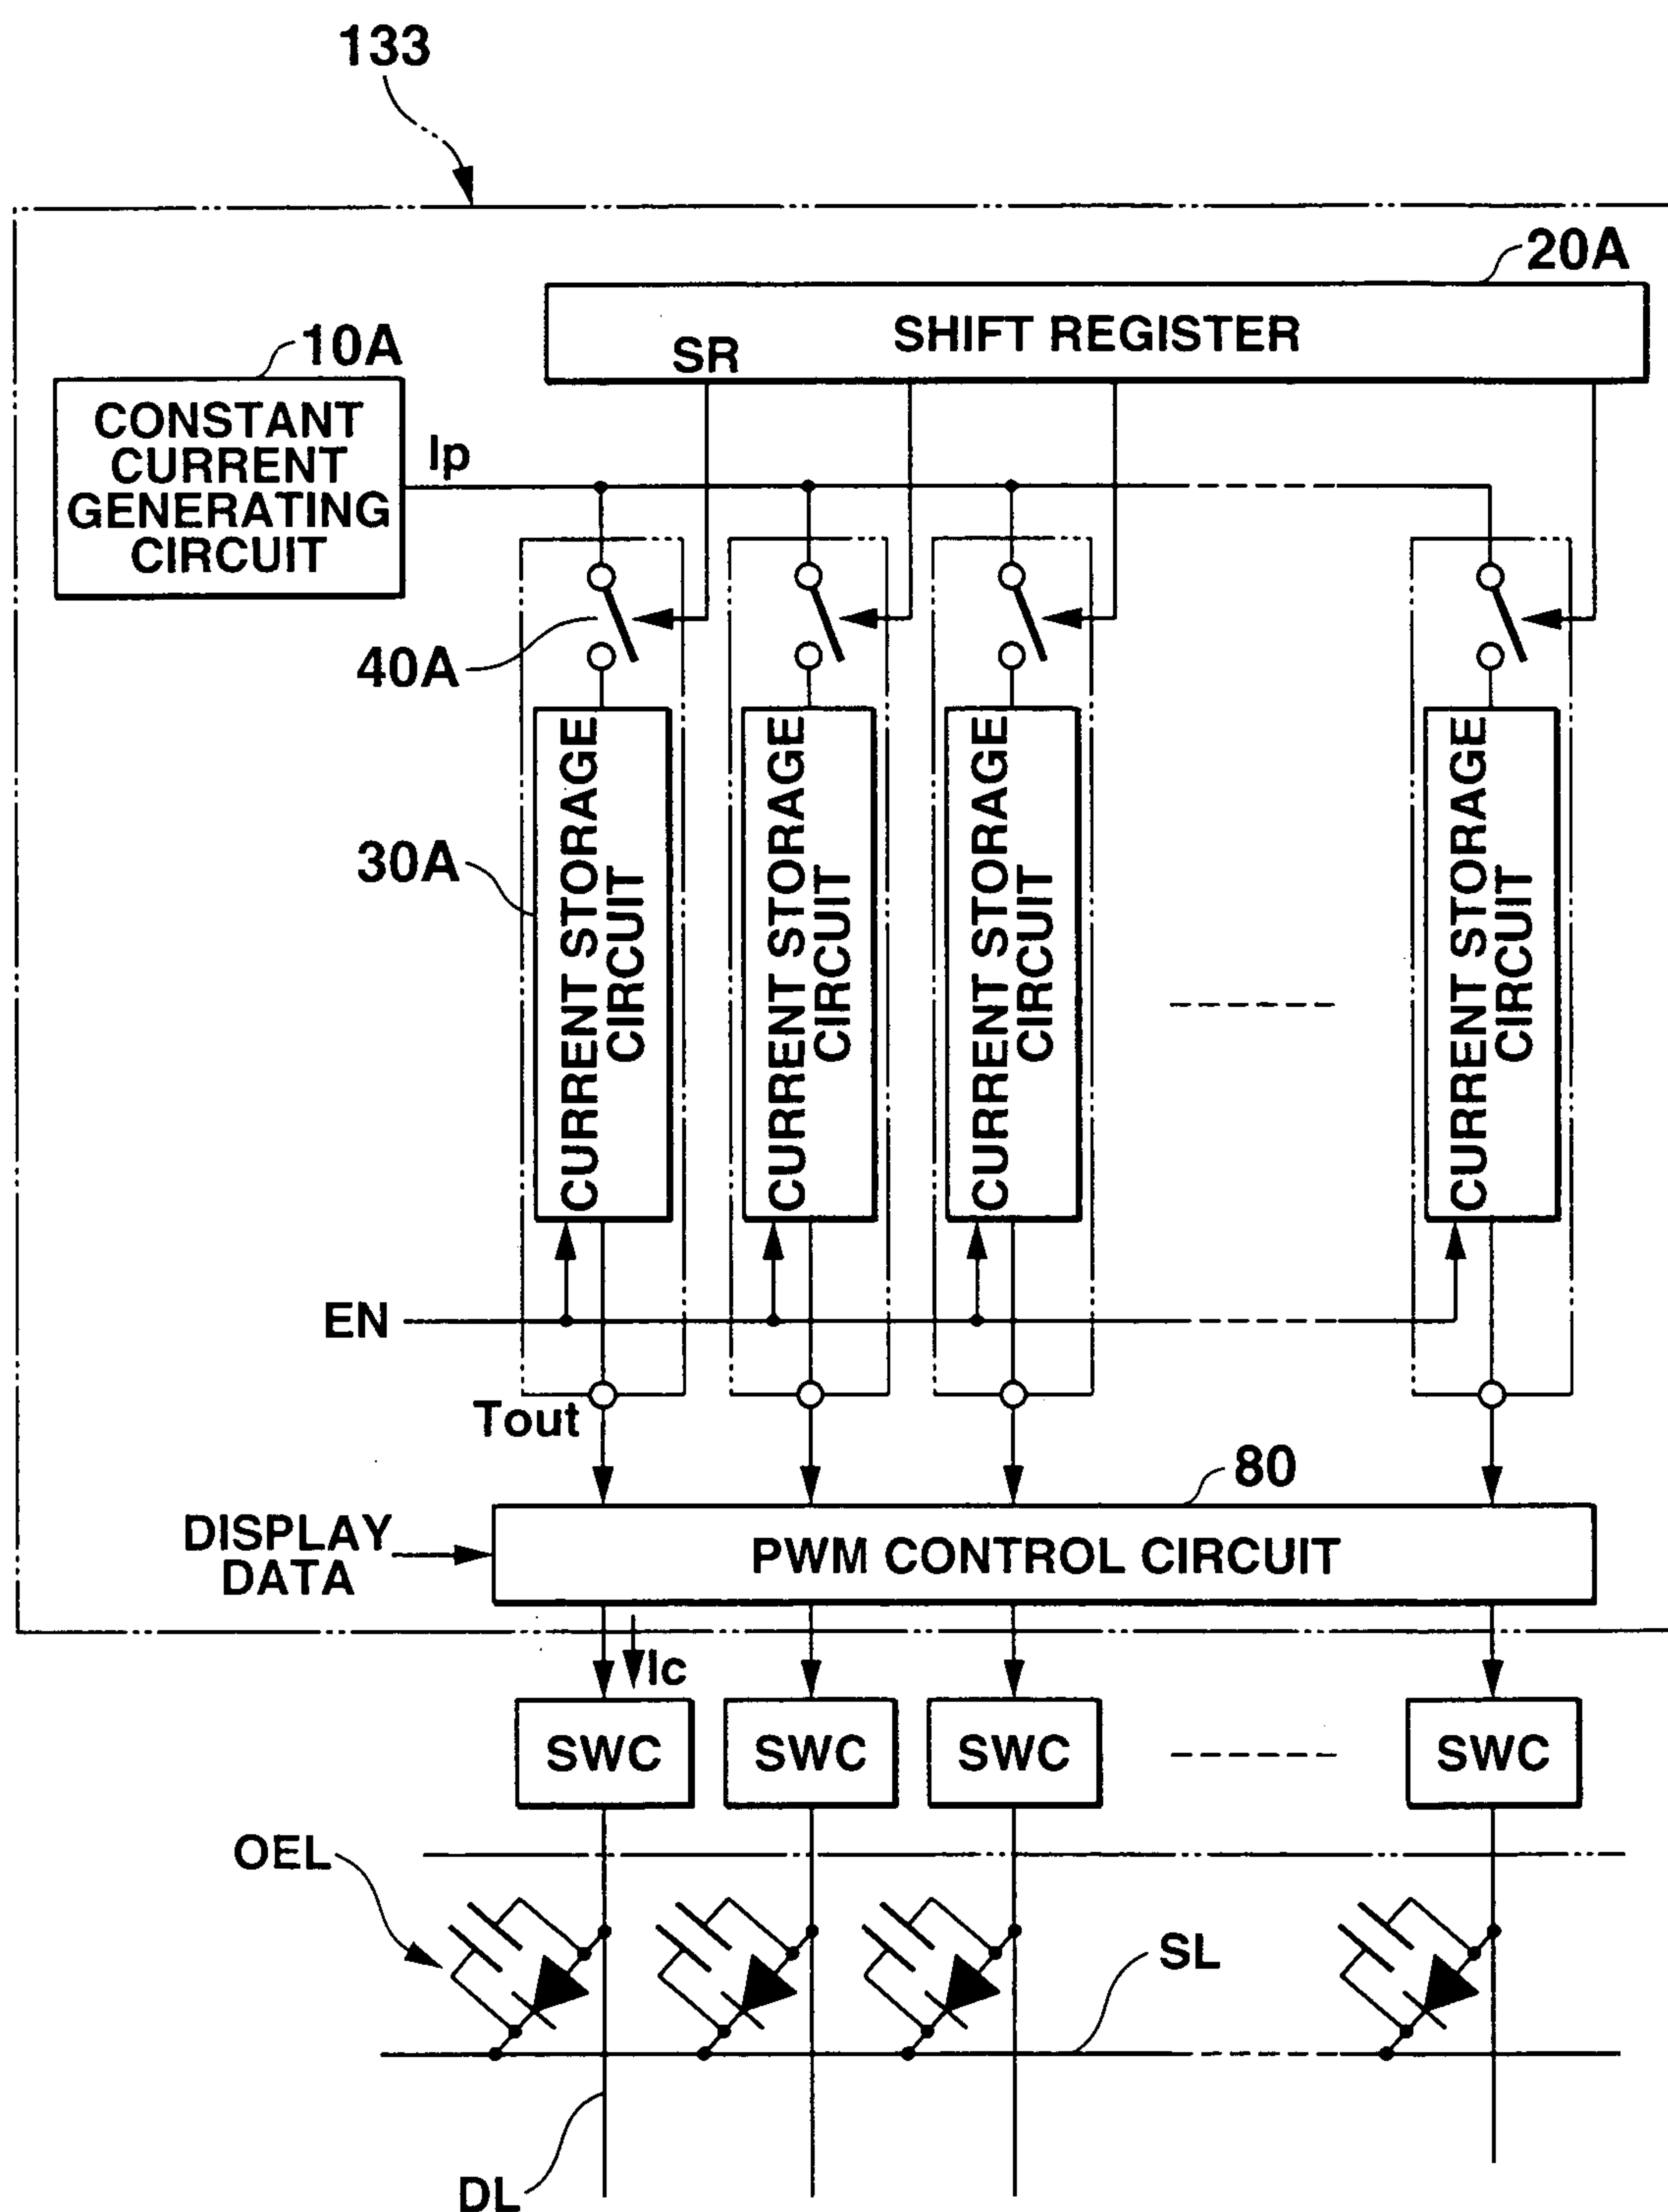 133
20A
SHIFT REGISTER
SR
10A
CONSTANT
CURRENT
GENERATING
CIRCUIT
Ip
40A
30A
CURRENT STORAGE
CIRCUIT
CURRENT STORAGE
CIRCUIT
CURRENT STORAGE
CIRCUIT
CURRENT STORAGE
CIRCUIT
EN
Tout
80
DISPLAY
DATA
PWM CONTROL CIRCUIT
Ic
SWC
SWC
SWC
SWC
OEL
SL
DL